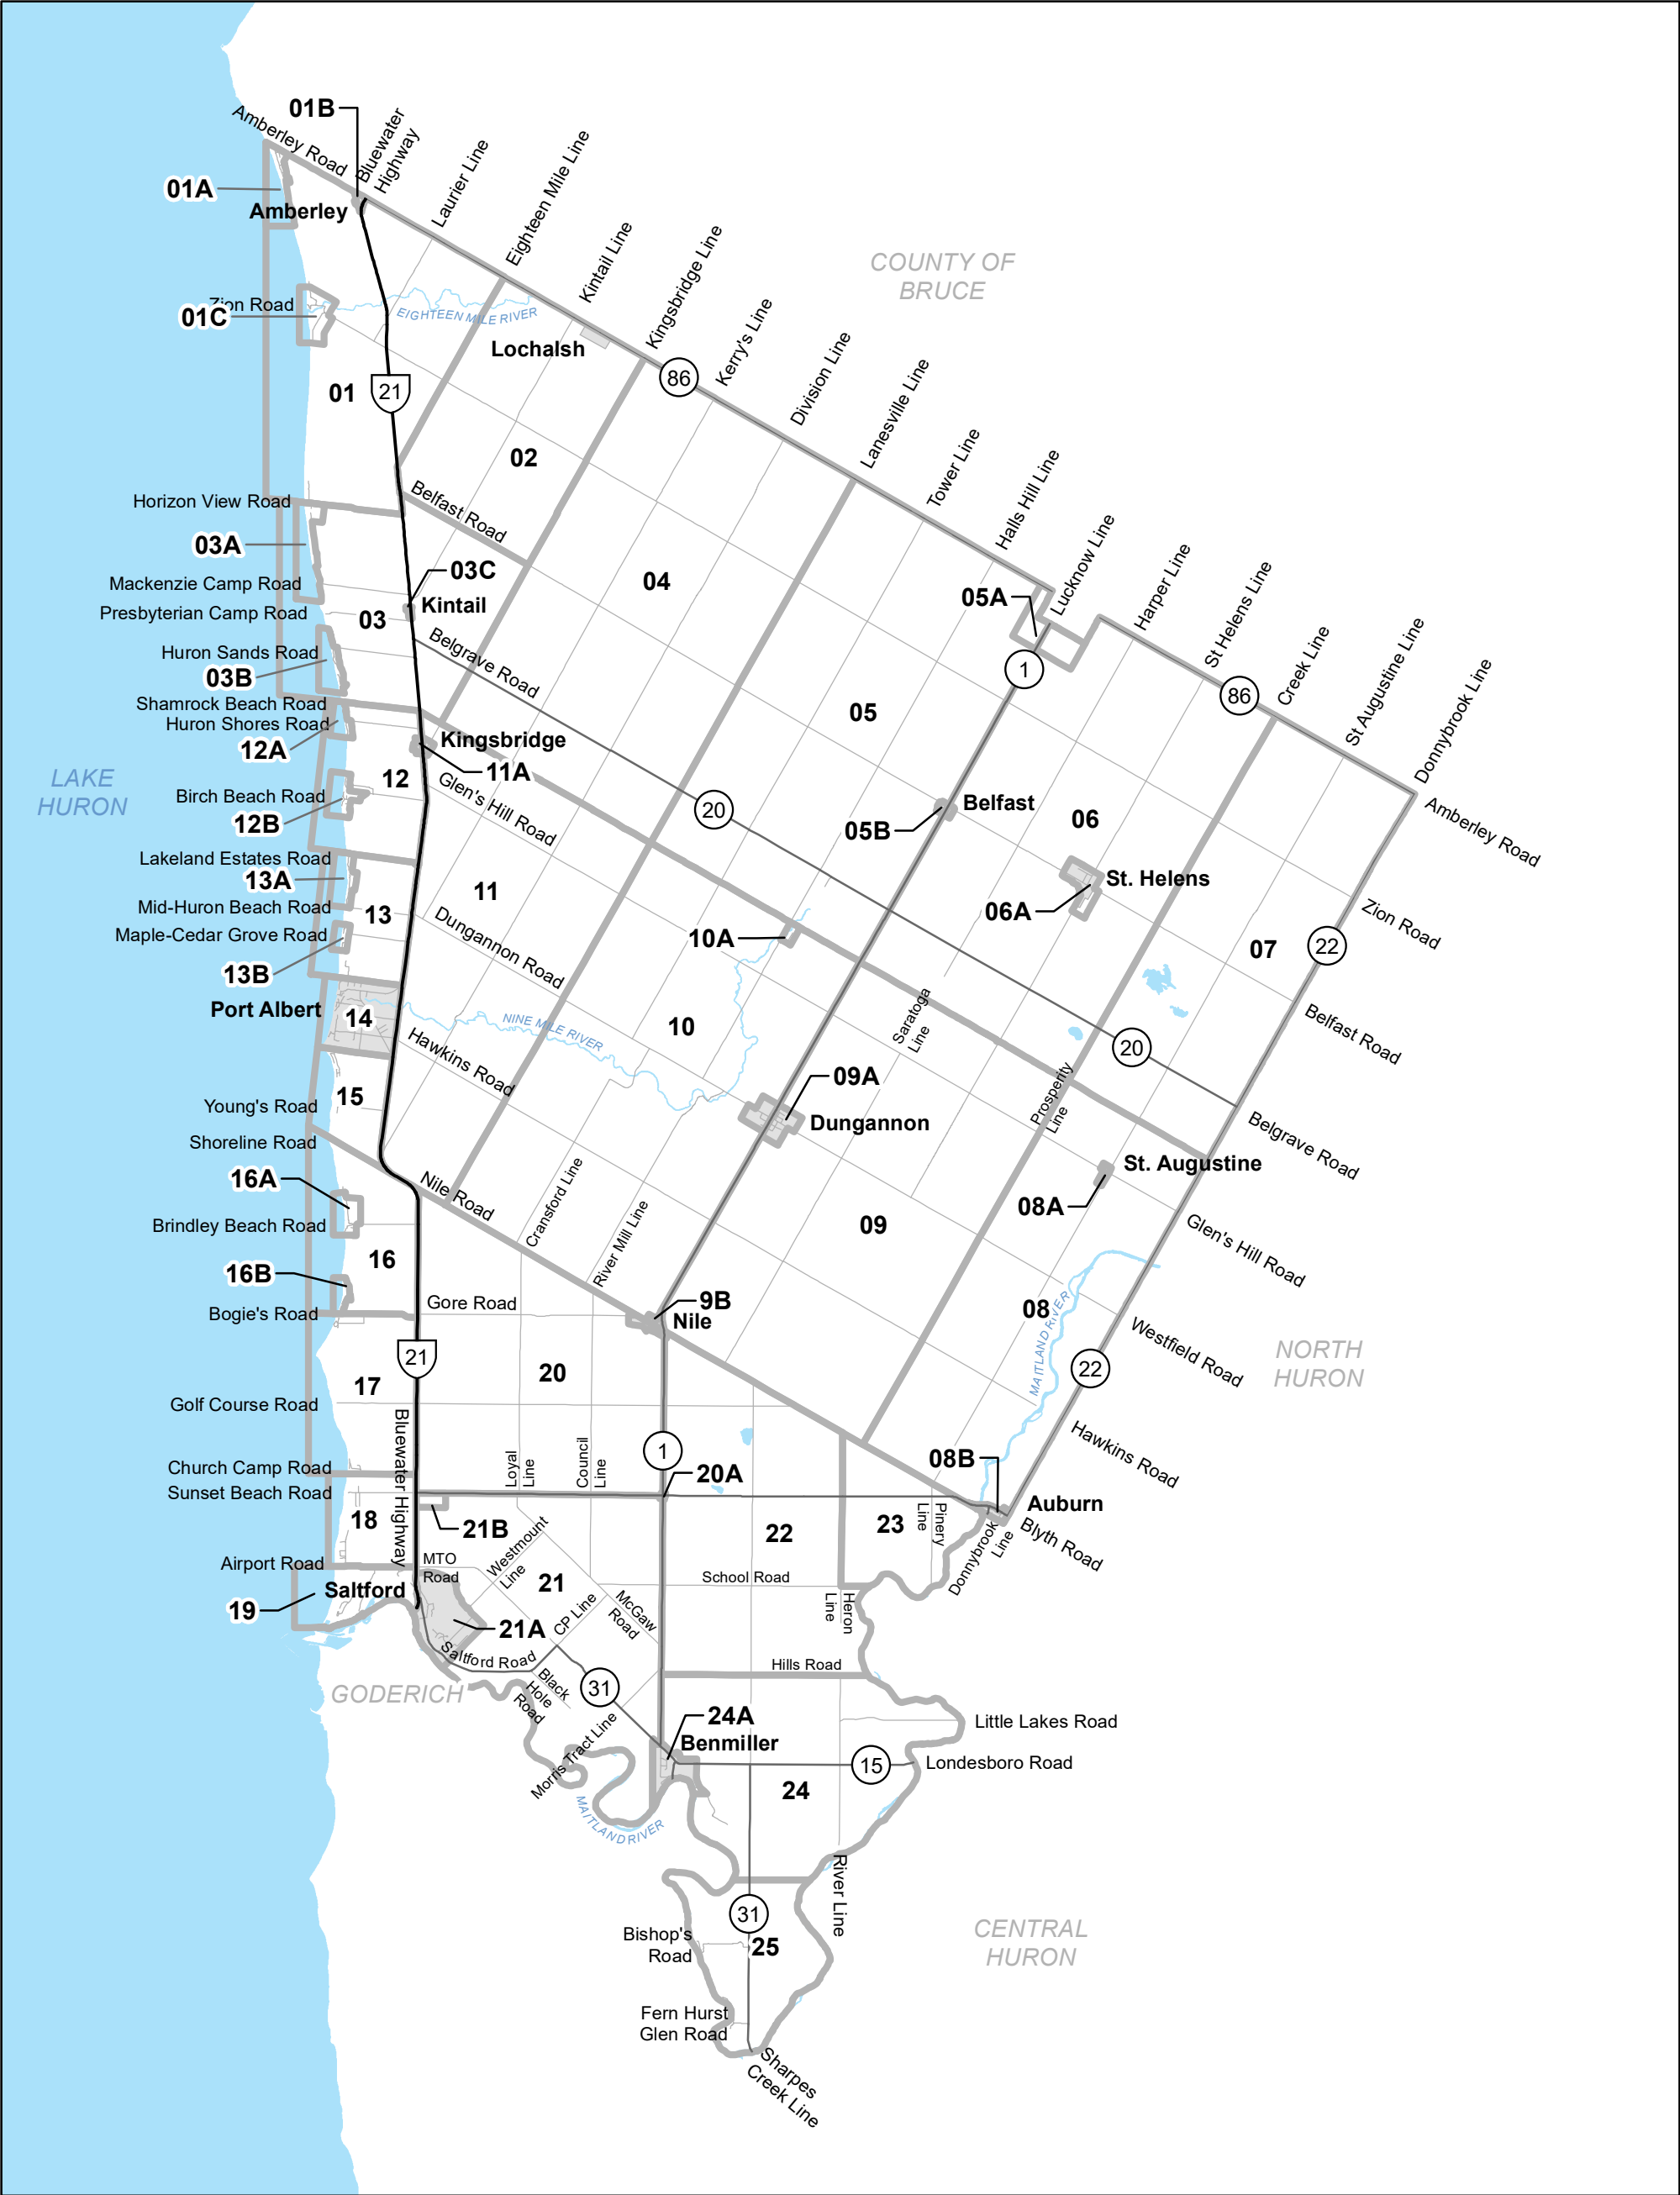 01B
Amberley Road
Bluewater
Highway
Laurier Line
Eighteen Mile Line
Kintail Line
Kingsbridge Line
Kerry's Line
Division Line
Lanesville Line
Tower Line
Halls Hill Line
Lucknow Line
Harper Line
St Helens Line
Creek Line
St Augustine Line
Donnybrook Line
COUNTY OF
BRUCE
01A
Amberley
Zion Road
01C
EIGHTEEN MILE RIVER
Lochalsh
86
01
21
02
Horizon View Road
Belfast Road
03A
03C
04
Mackenzie Camp Road
Kintail
05A
Presbyterian Camp Road
03
1
Huron Sands Road
Belgrave Road
03B
86
Shamrock Beach Road
05
Huron Shores Road
Kingsbridge
12A
11A
LAKE
HURON
12
Glen's Hill Road
Birch Beach Road
20
Belfast
12B
05B
06
Amberley Road
Lakeland Estates Road
13A
11
St. Helens
Mid-Huron Beach Road
13
06A
Zion Road
Maple-Cedar Grove Road
Dungannon Road
10A
07
22
13B
Port Albert
14
NINE MILE RIVER
10
Saratoga
Line
Belfast Road
Hawkins Road
20
15
09A
Young's Road
Dungannon
Prosperity
Line
Belgrave Road
Shoreline Road
St. Augustine
16A
Nile Road
08A
Brindley Beach Road
Cransford Line
River Mill Line
09
Glen's Hill Road
16
16B
Gore Road
9B
08
Bogie's Road
Nile
MAITLAND RIVER
Westfield Road
NORTH
HURON
21
22
17
20
Golf Course Road
Bluewater Highway
Hawkins Road
Loyal
Line
Council
Line
1
08B
Church Camp Road
20A
Sunset Beach Road
Auburn
18
21B
22
23
Pinery
Line
Donnybrook
Line
Blyth Road
Westmount
Line
Airport Road
MTO
Road
21
School Road
Saltford
19
CP Line
McGaw
Road
Heron
Line
21A
Saltford Road
Hills Road
GODERICH
Black
Hole
Road
31
24A
Little Lakes Road
Benmiller
Morris Tract Line
15
Londesboro Road
24
MAITLAND RIVER
River Line
31
Bishop's
Road
25
CENTRAL
HURON
Fern Hurst
Glen Road
Sharpes
Creek Line